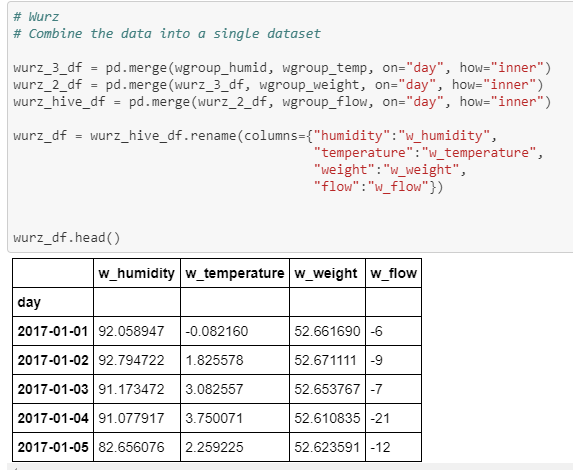 # Wurz
# Combine the data into a single dataset
wurz_3_df = pd.merge(wgroup_humid, wgroup_temp, on="day", how="inner")
wurz_2_df = pd.merge(wurz_3_df, wgroup_weight, on="day", how="inner")
wurz_hive_df = pd.merge(wurz_2_df, wgroup_flow, on="day", how="inner")
wurz_df = wurz_hive_df.rename(columns={"humidity":"w_humidity",
"temperature":"w_temperature",
"weight":"w_weight",
"flow":"w_flow"})
wurz_df.head()
w_humidity w_temperature w_weight w_flow
day
2017-01-01 92.058947 -0.082160 52.661690 -6
2017-01-02 92.794722 1.825578 52.671111 -9
2017-01-03 91.173472 3.082557 52.653767 -7
2017-01-04 91.077917 3.750071 52.610835 -21
2017-01-05 82.656076 2.259225 52.623591 -12